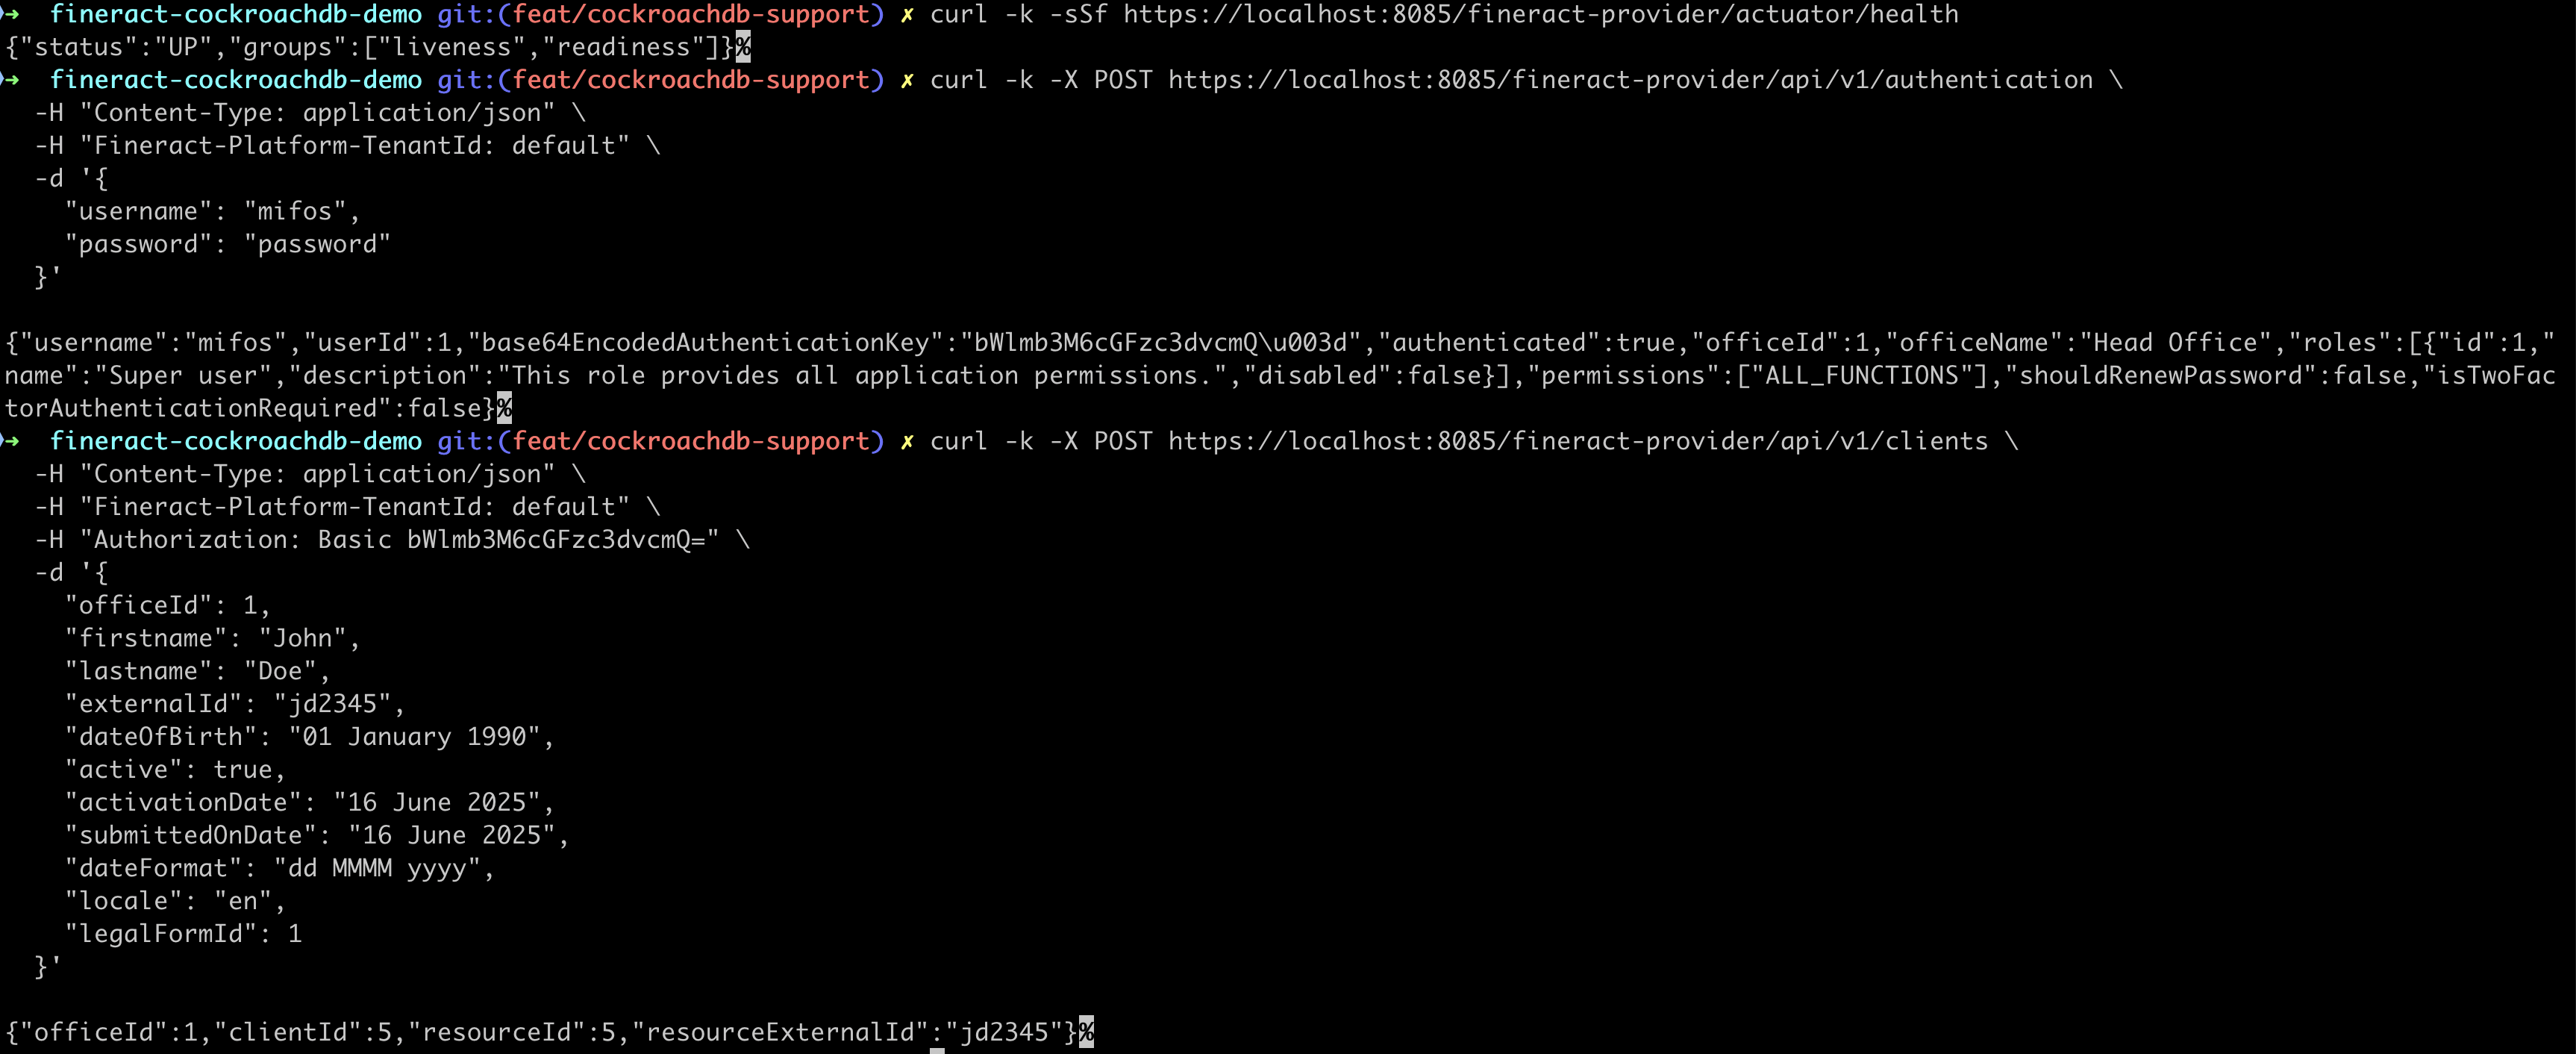 →  fineract-cockroachdb-demo git:(feat/cockroachdb-support) ✗ curl -k -sSf https://localhost:8085/fineract-provider/actuator/health
{"status":"UP","groups":["liveness","readiness"]}%
→  fineract-cockroachdb-demo git:(feat/cockroachdb-support) ✗ curl -k -X POST https://localhost:8085/fineract-provider/api/v1/authentication \
  -H "Content-Type: application/json" \
  -H "Fineract-Platform-TenantId: default" \
  -d '{
    "username": "mifos",
    "password": "password"
  }'
{"username":"mifos","userId":1,"base64EncodedAuthenticationKey":"bWlmb3M6cGFzc3dvcmQ\u003d","authenticated":true,"officeId":1,"officeName":"Head Office","roles":[{"id":1,"
name":"Super user","description":"This role provides all application permissions.","disabled":false}],"permissions":["ALL_FUNCTIONS"],"shouldRenewPassword":false,"isTwoFac
torAuthenticationRequired":false}%
→  fineract-cockroachdb-demo git:(feat/cockroachdb-support) ✗ curl -k -X POST https://localhost:8085/fineract-provider/api/v1/clients \
  -H "Content-Type: application/json" \
  -H "Fineract-Platform-TenantId: default" \
  -H "Authorization: Basic bWlmb3M6cGFzc3dvcmQ=" \
  -d '{
    "officeId": 1,
    "firstname": "John",
    "lastname": "Doe",
    "externalId": "jd2345",
    "dateOfBirth": "01 January 1990",
    "active": true,
    "activationDate": "16 June 2025",
    "submittedOnDate": "16 June 2025",
    "dateFormat": "dd MMMM yyyy",
    "locale": "en",
    "legalFormId": 1
  }'
{"officeId":1,"clientId":5,"resourceId":5,"resourceExternalId":"jd2345"}%